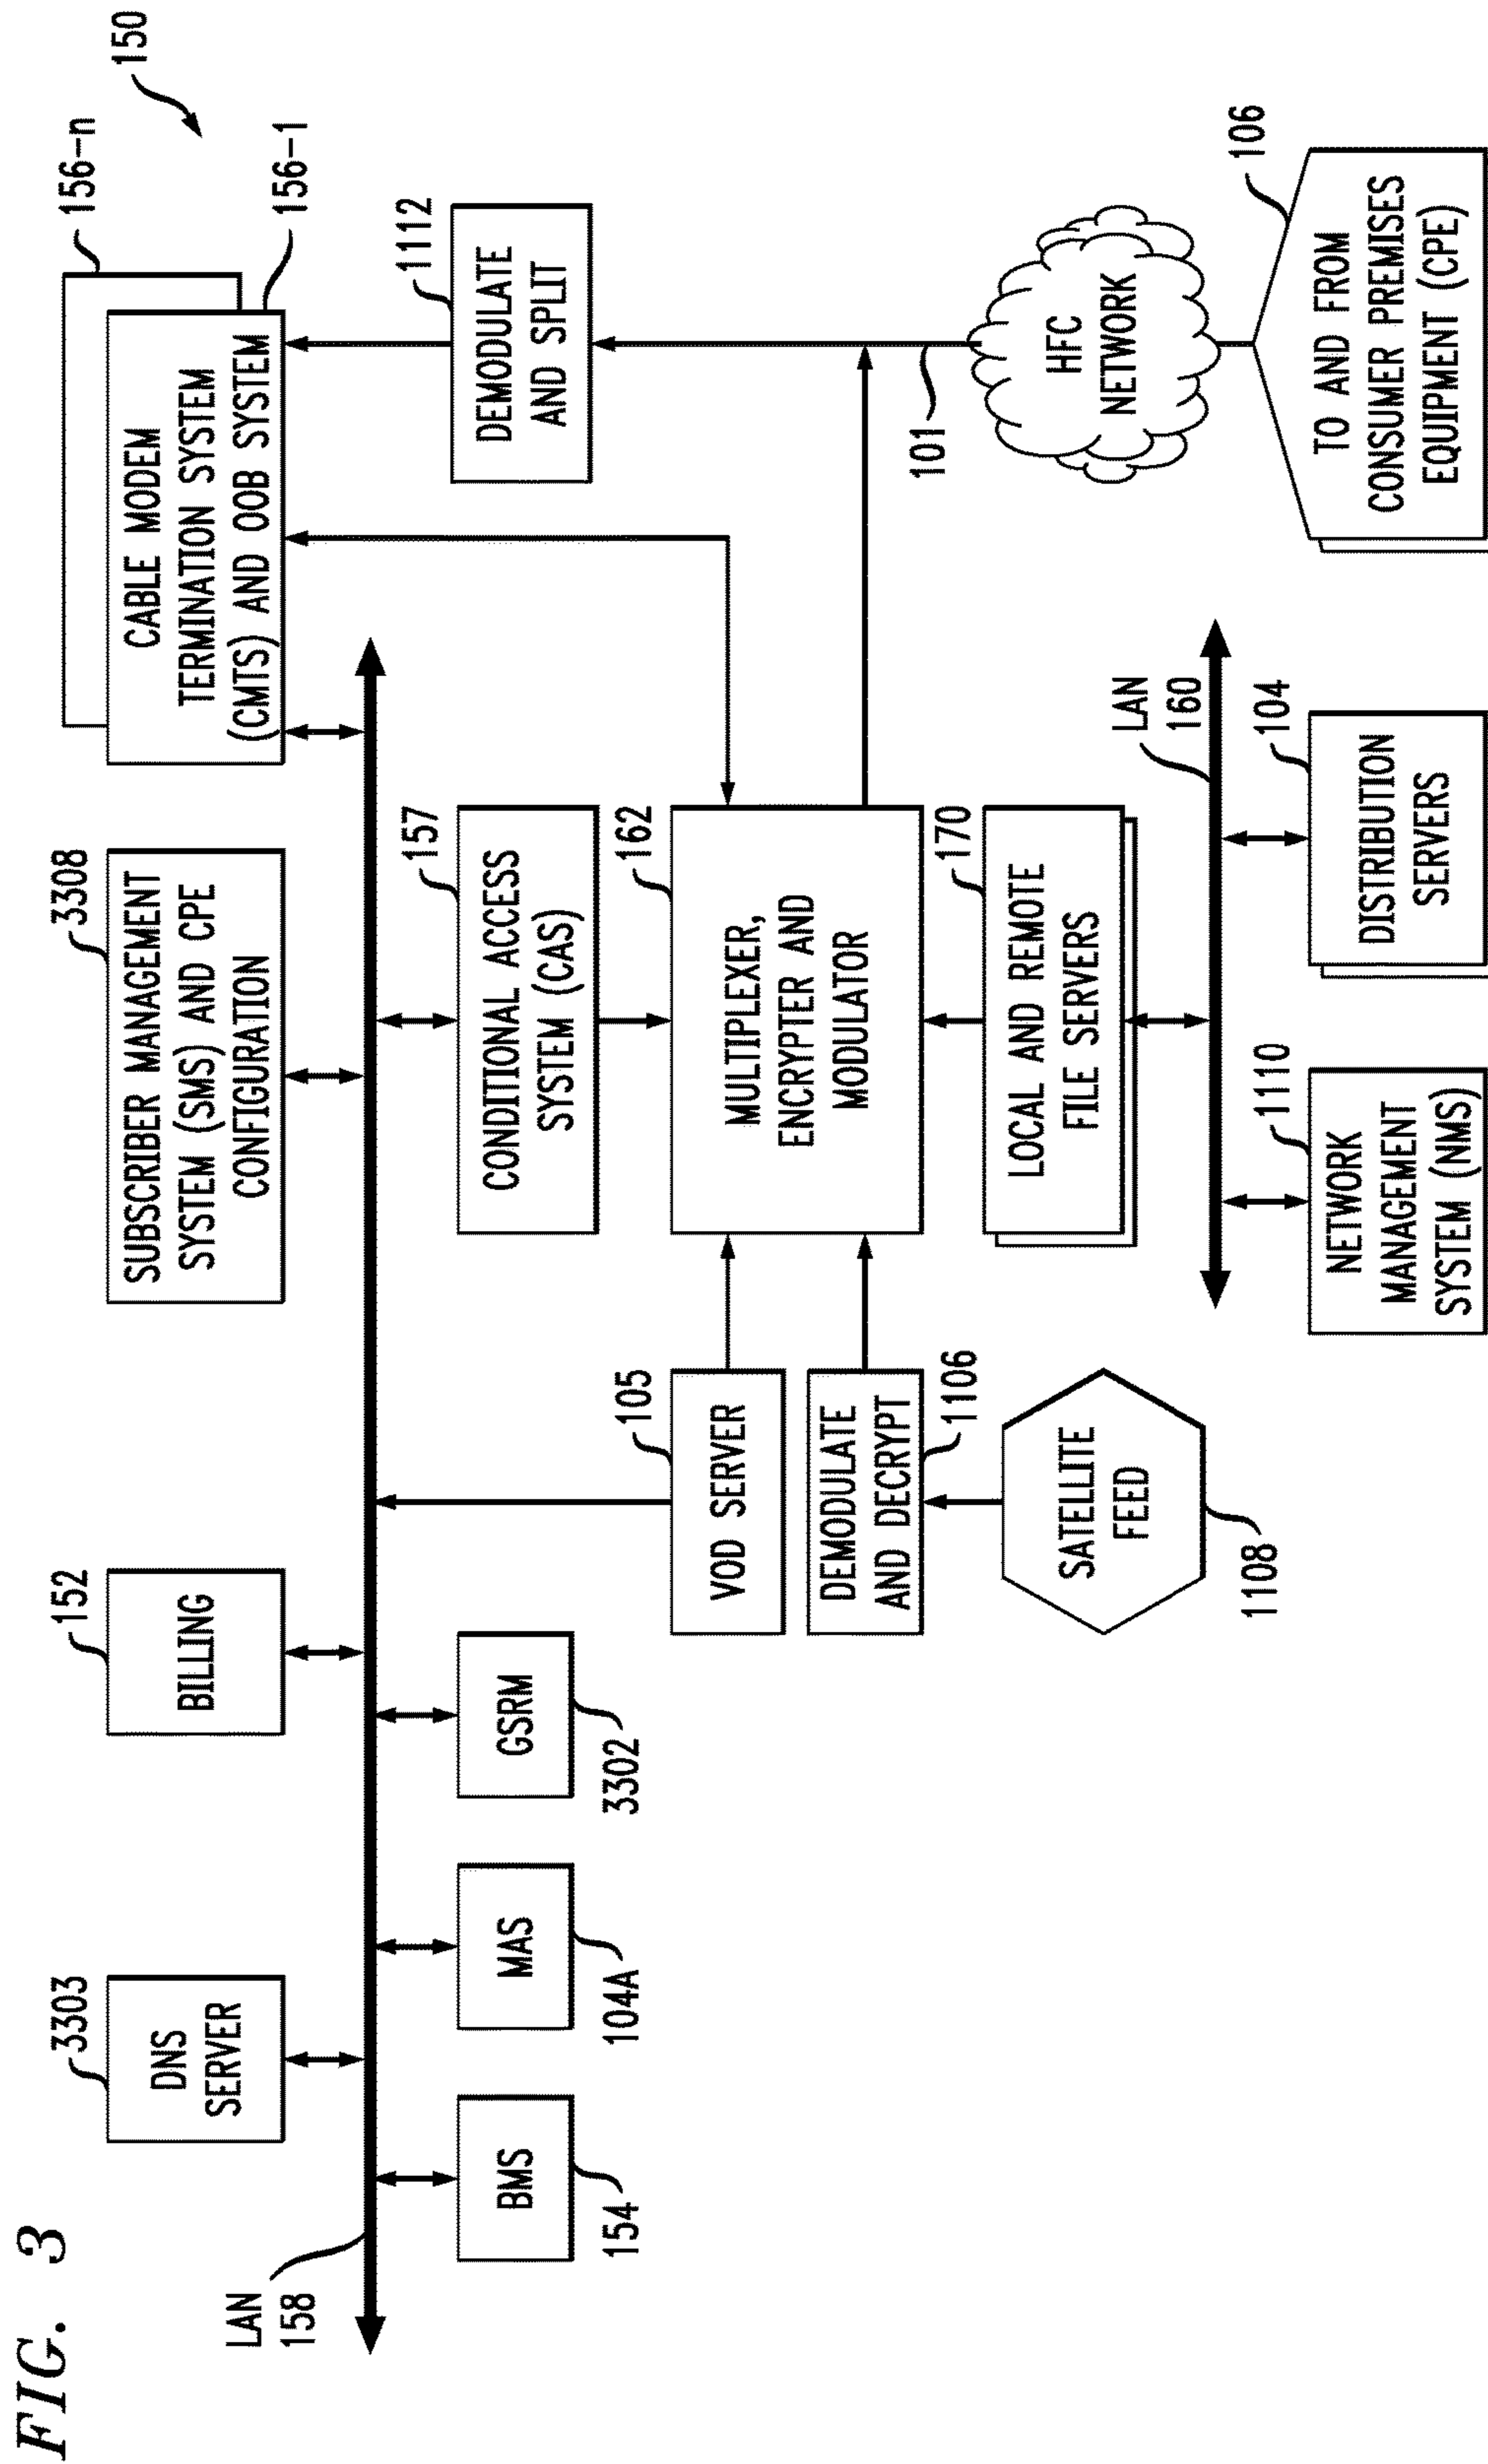 FIG. 3
150
3303
DNS
SERVER
152
BILLING
3308
SUBSCRIBER MANAGEMENT
SYSTEM (SMS) AND CPE
CONFIGURATION
156-n
156-1
CABLE MODEM
TERMINATION SYSTEM
(CMTS) AND OOB SYSTEM
LAN
158
BMS
154
MAS
104A
GSRM
3302
157
CONDITIONAL ACCESS
SYSTEM (CAS)
1112
DEMODULATE
AND SPLIT
105
VOD SERVER
162
MULTIPLEXER,
ENCRYPTER AND
MODULATOR
DEMODULATE
AND DECRYPT
1106
101
SATELLITE
FEED
1108
170
LOCAL AND REMOTE
FILE SERVERS
HFC
NETWORK
LAN
160
1110
NETWORK
MANAGEMENT
SYSTEM (NMS)
104
DISTRIBUTION
SERVERS
106
TO AND FROM
CONSUMER PREMISES
EQUIPMENT (CPE)